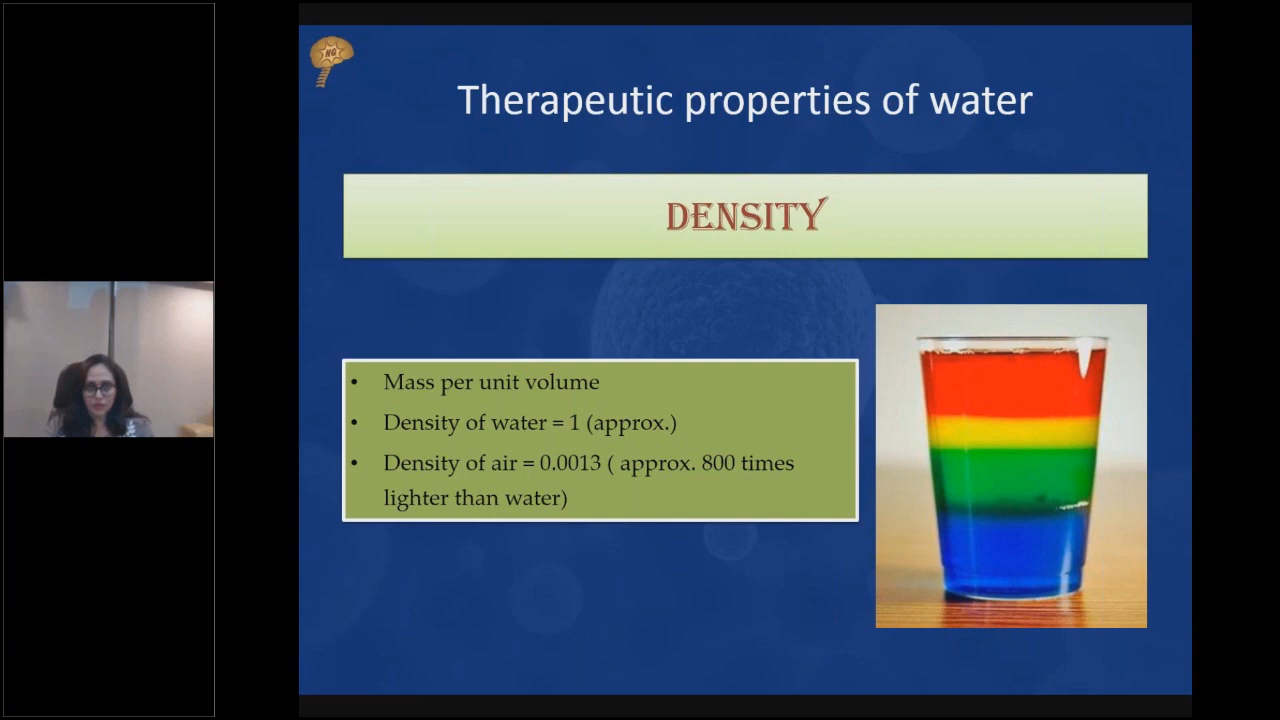 NG
Therapeutic properties of water
DENSITY
• Mass per unit volume
• Density of water = 1 (approx.)
• Density of air = 0.0013 ( approx. 800 times
lighter than water)